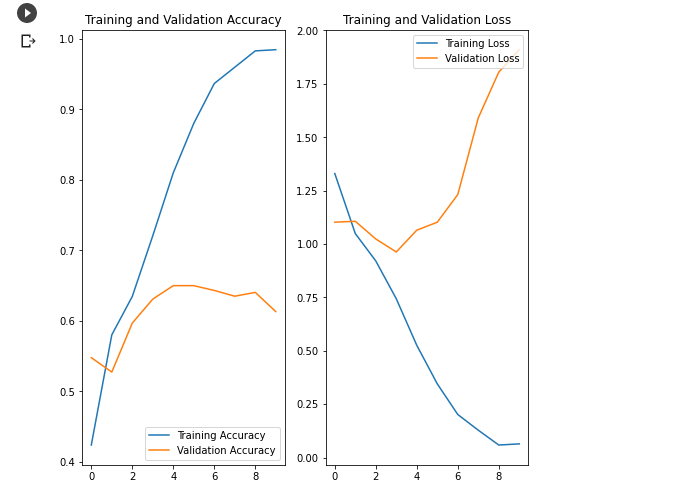 Training and Validation Accuracy
1.0
0.9
0.8
0.7
0.6
0.5
0.4
0 2 4 6 8
Training Accuracy
Validation Accuracy
Training and Validation Loss
2.00
1.75
1.50
1.25
1.00
0.75
0.50
0.25
0.00
0 2 4 6 8
Training Loss
Validation Loss